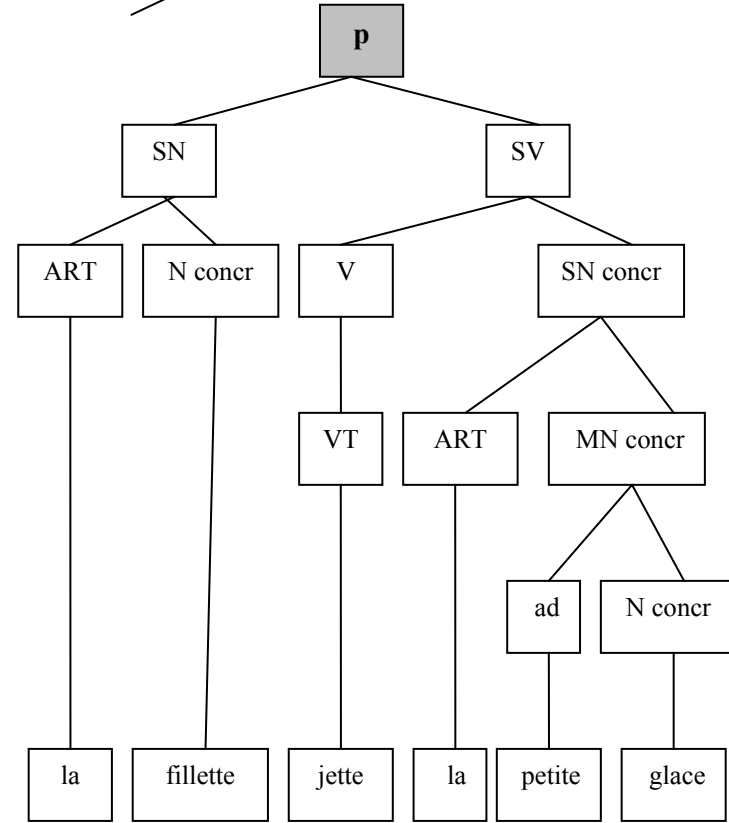 p
SN SV
ART N concr V SN concr
VT ART MN concr
ad N concr
la fillette jette la petite glace